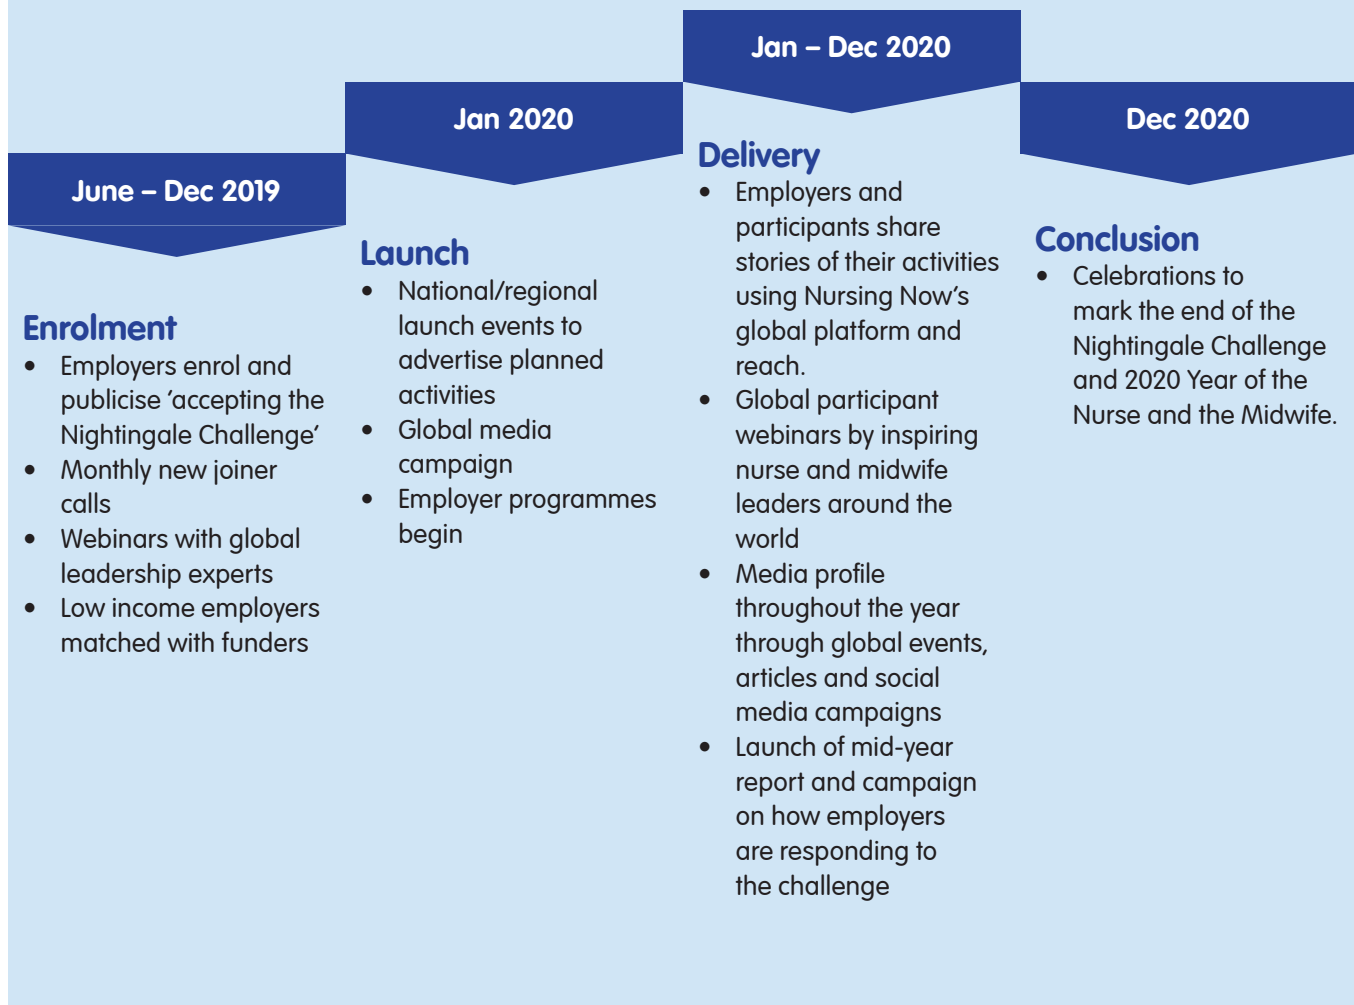 June – Dec 2019
Enrolment
• Employers enrol and
publicise ‘accepting the
Nightingale Challenge’
• Monthly new joiner
calls
• Webinars with global
leadership experts
• Low income employers
matched with funders
Jan 2020
Launch
• National/regional
launch events to
advertise planned
activities
• Global media
campaign
• Employer programmes
begin
Jan – Dec 2020
Delivery
• Employers and
participants share
stories of their activities
using Nursing Now’s
global platform and
reach.
• Global participant
webinars by inspiring
nurse and midwife
leaders around the
world
• Media profile
throughout the year
through global events,
articles and social
media campaigns
• Launch of mid-year
report and campaign
on how employers
are responding to
the challenge
Dec 2020
Conclusion
• Celebrations to
mark the end of the
Nightingale Challenge
and 2020 Year of the
Nurse and the Midwife.